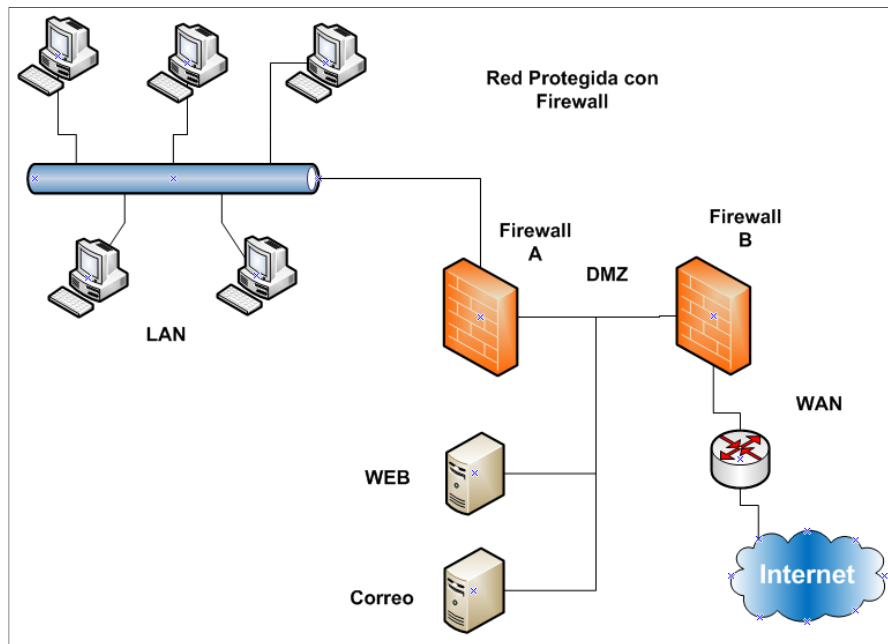 Red Protegida con
Firewall
Firewall
A
Firewall
B
DMZ
LAN
WAN
WEB
Correo
Internet